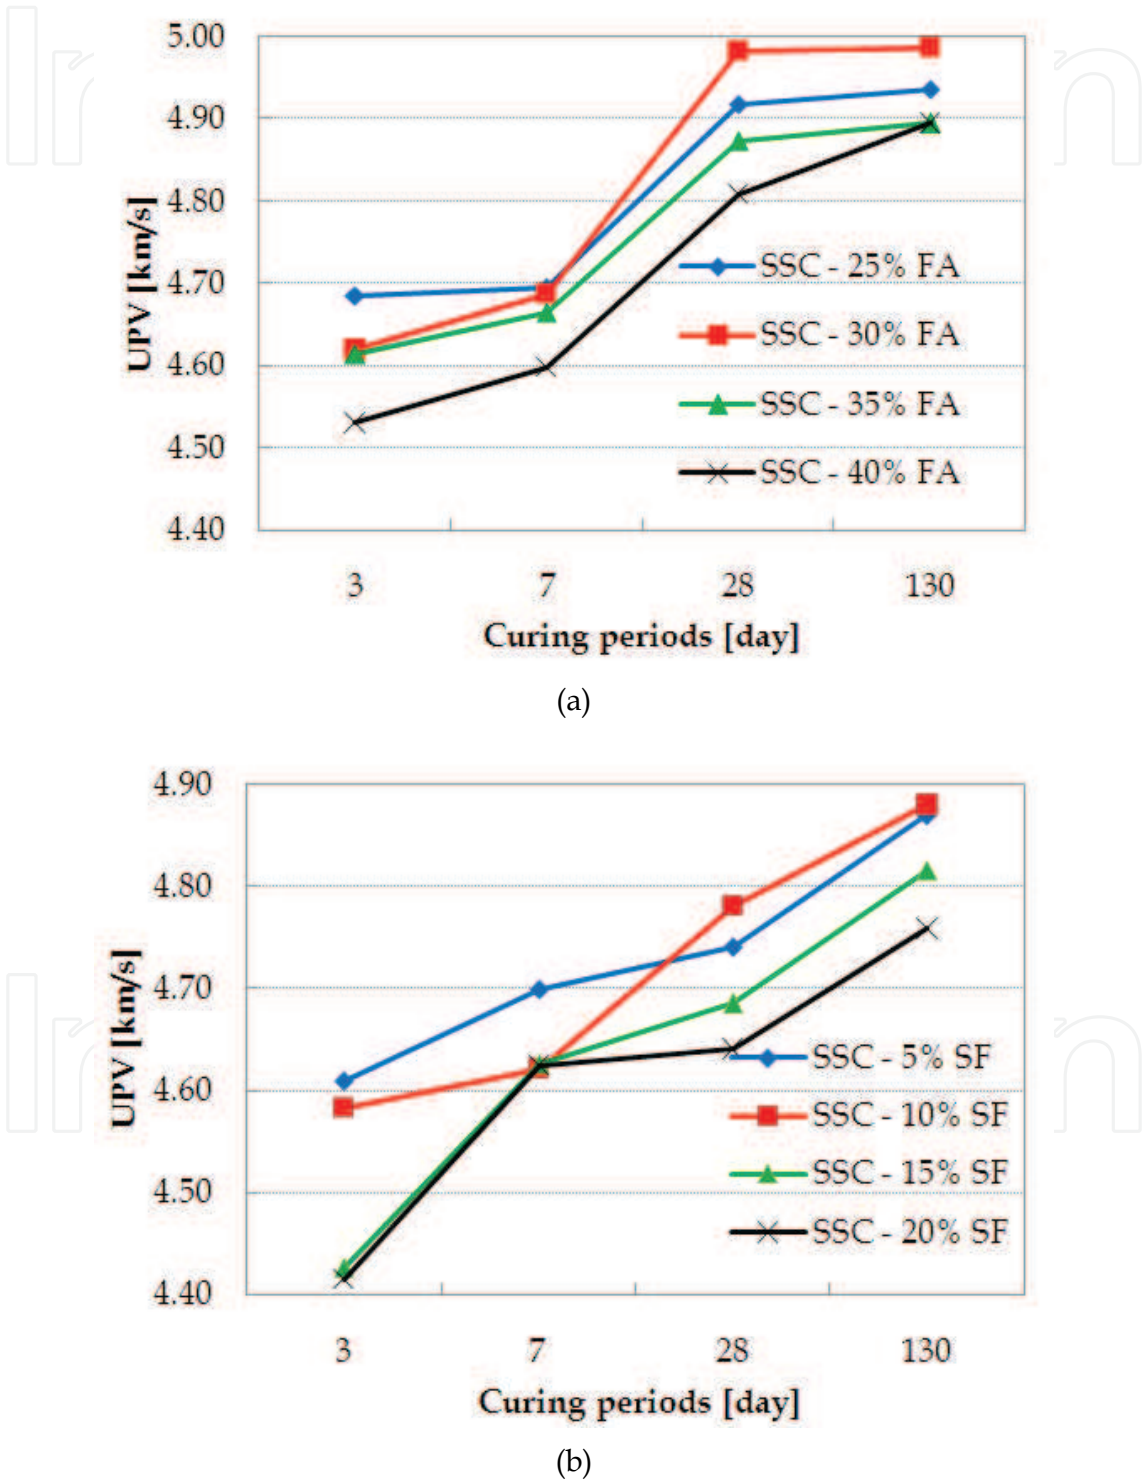 5.00
4.90
4.80
4.70
4.60
4.50
4.40
UPV [km/s]
SSC - 25% FA
SSC - 30% FA
SSC - 35% FA
SSC - 40% FA
3 7 28 130
Curing periods [day]
(a)
4.90
4.80
4.70
4.60
4.50
4.40
UPV [km/s]
SSC - 5% SF
SSC - 10% SF
SSC - 15% SF
SSC - 20% SF
3 7 28 130
Curing periods [day]
(b)